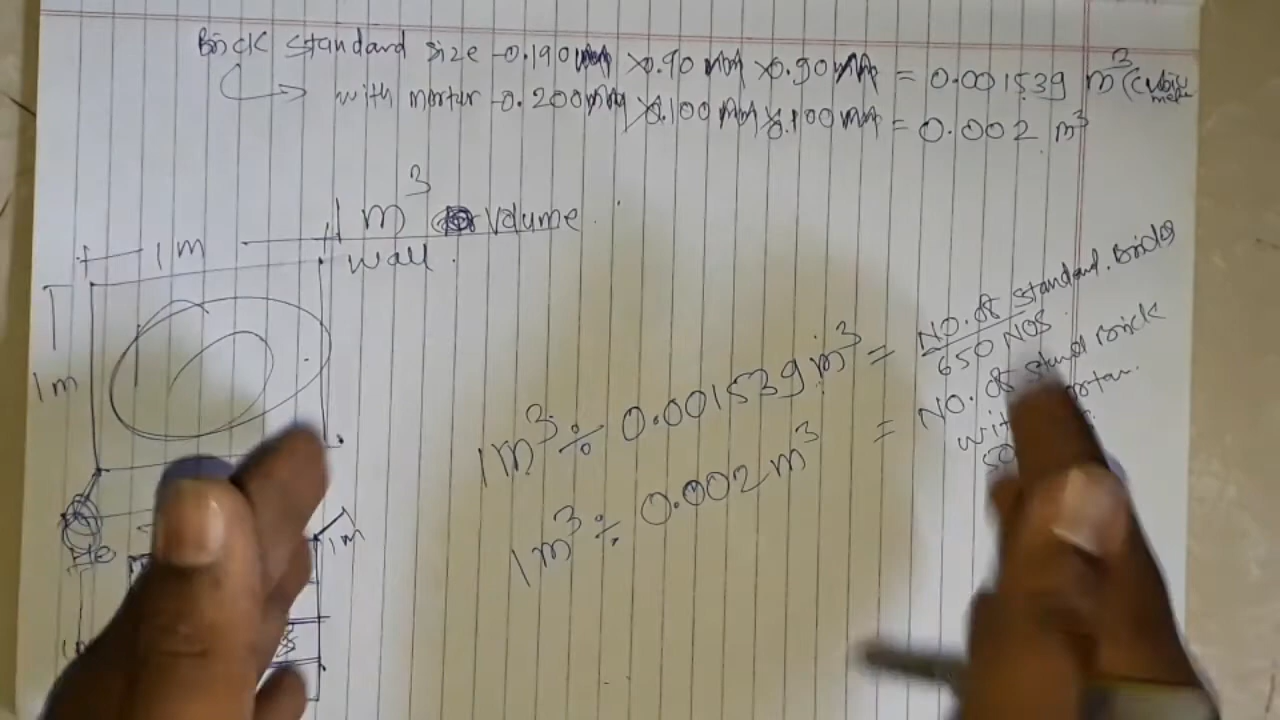 Brick standard size - 0.190 mm × 0.90 mm × 0.90 mm = 0.001539 m³ (cubic
with mortar - 0.200 mm × 0.100 mm × 0.100 mm = 0.002 m³
1 m³ volume.
wall.
1m
1m
1m³ ÷ 0.001539 m³ = No. of standard Bricks
650 NOS
1m³ ÷ 0.002 m³ = No. of stand Brick
1m